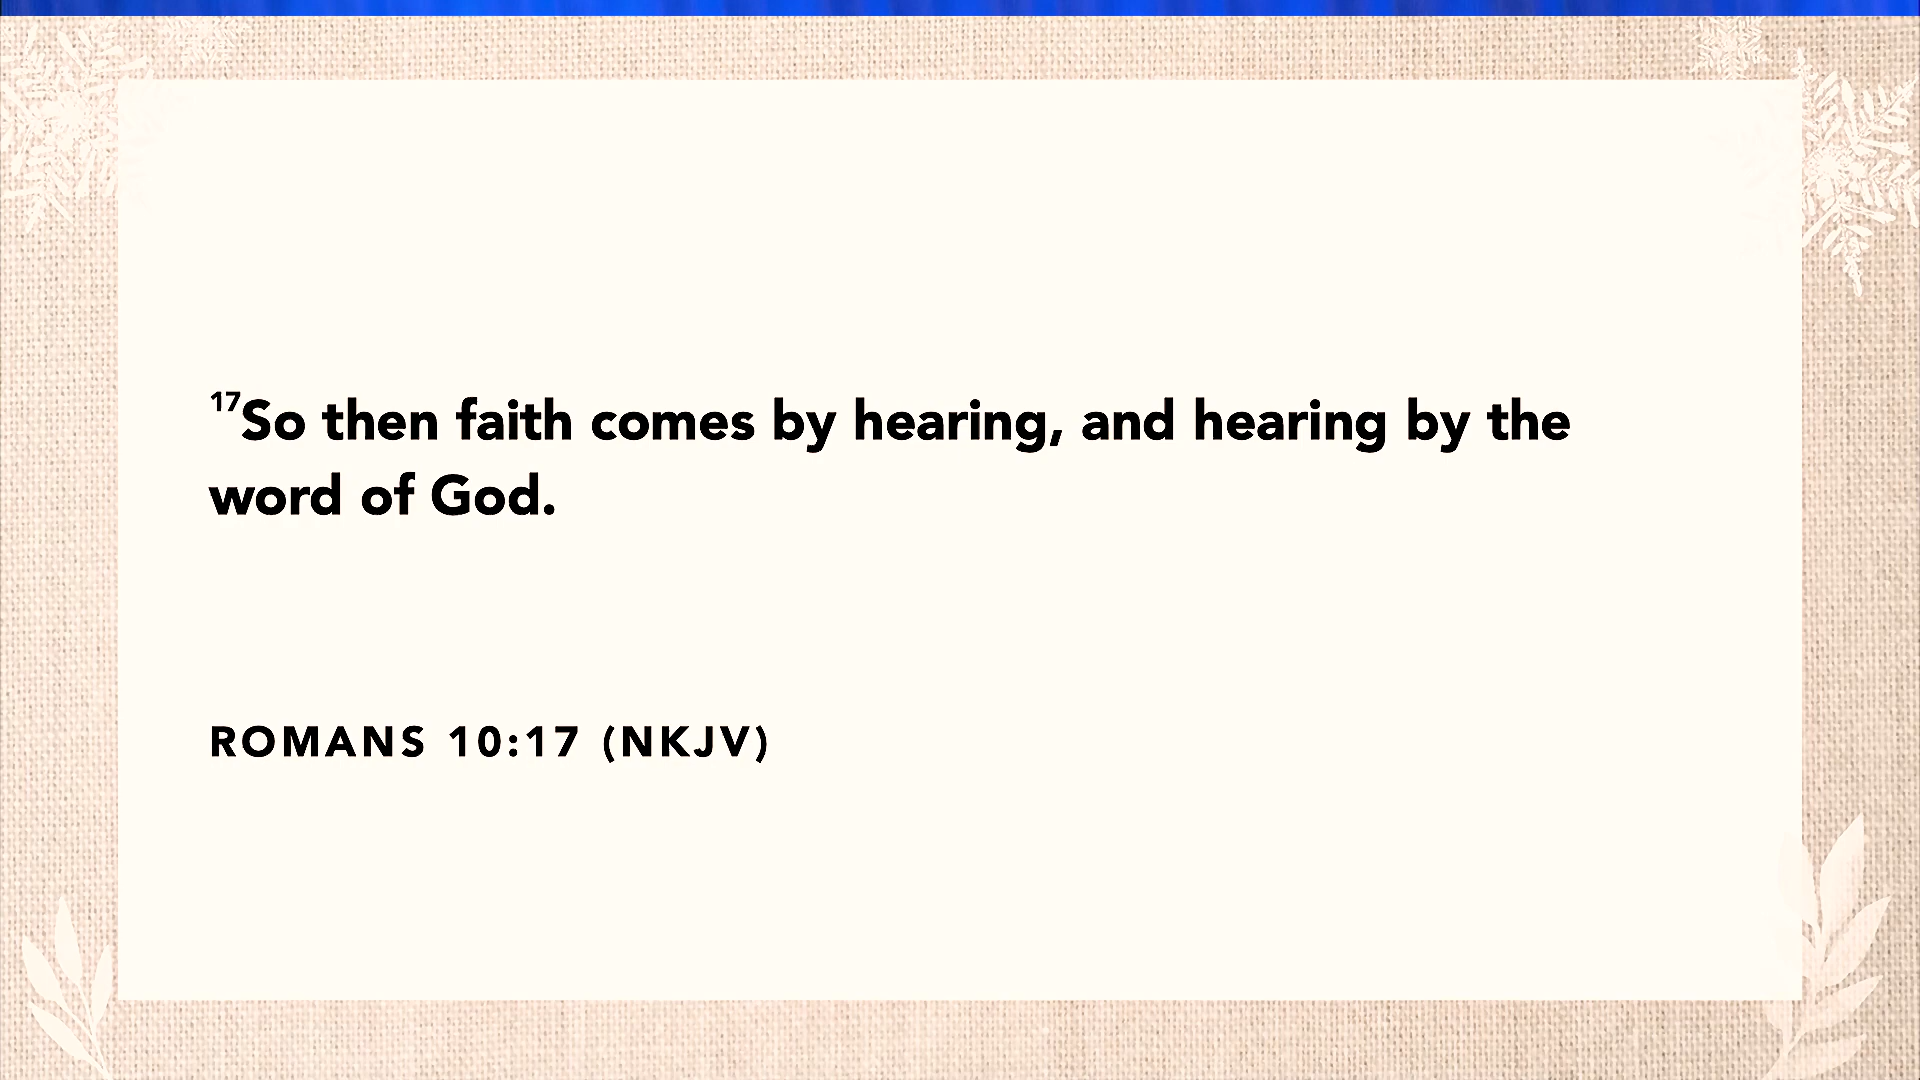 17So then faith comes by hearing, and hearing by the
word of God.
ROMANS 10:17 (NKJV)